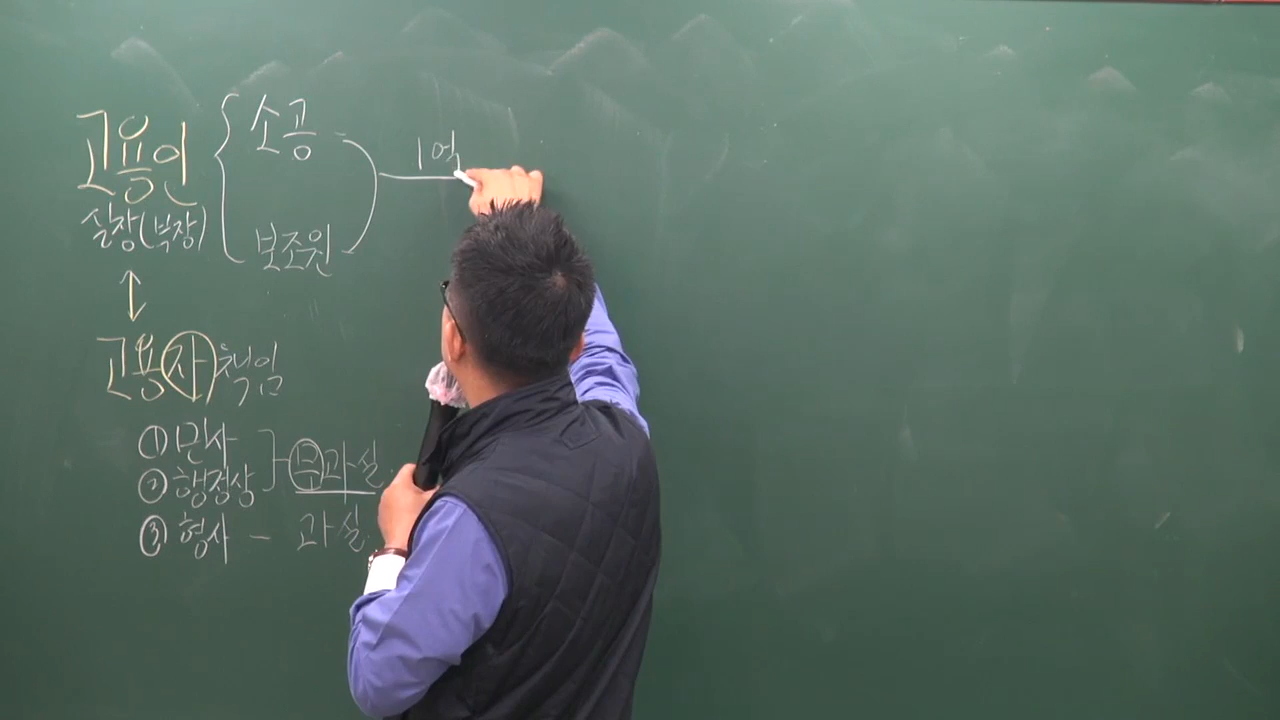 고용인 { 소공
1억
실장(부장) 보조원
↕
고용자책임
① 민사
② 행정상 } 무과실
③ 형사 - 과실